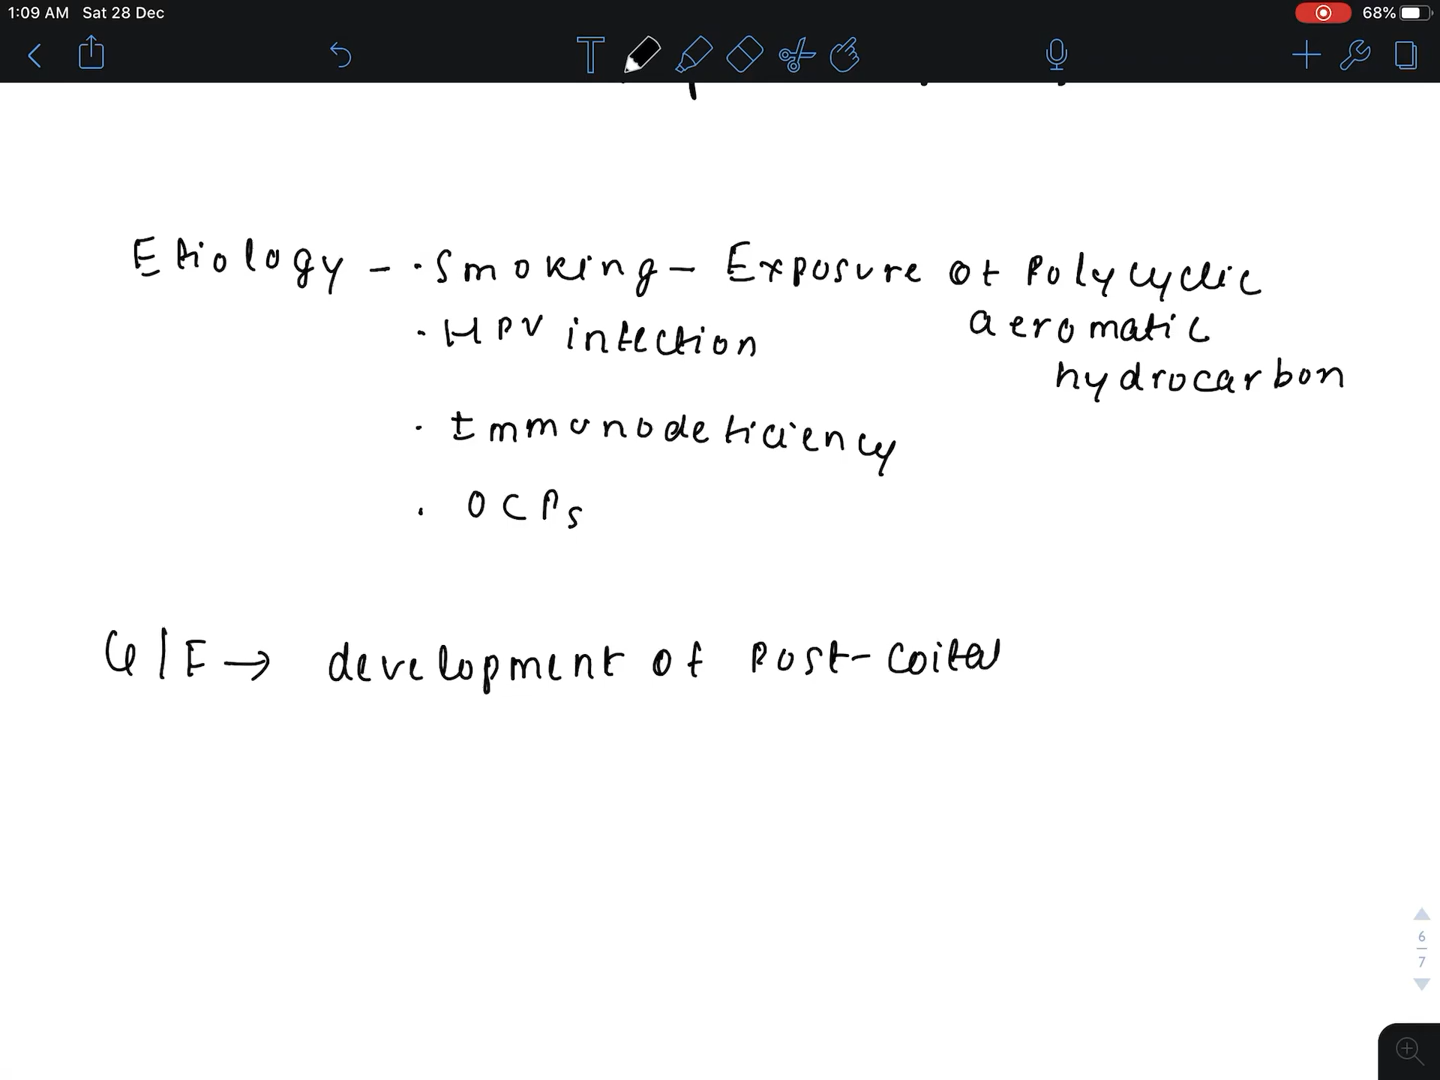 1:09 AM Sat 28 Dec 68%
Etiology - · Smoking - Exposure of Polycyclic
aeromatic
hydrocarbon
· HPV infection
· Immunodeficiency
· OCPs
C/F → development of Post-coital
6
7